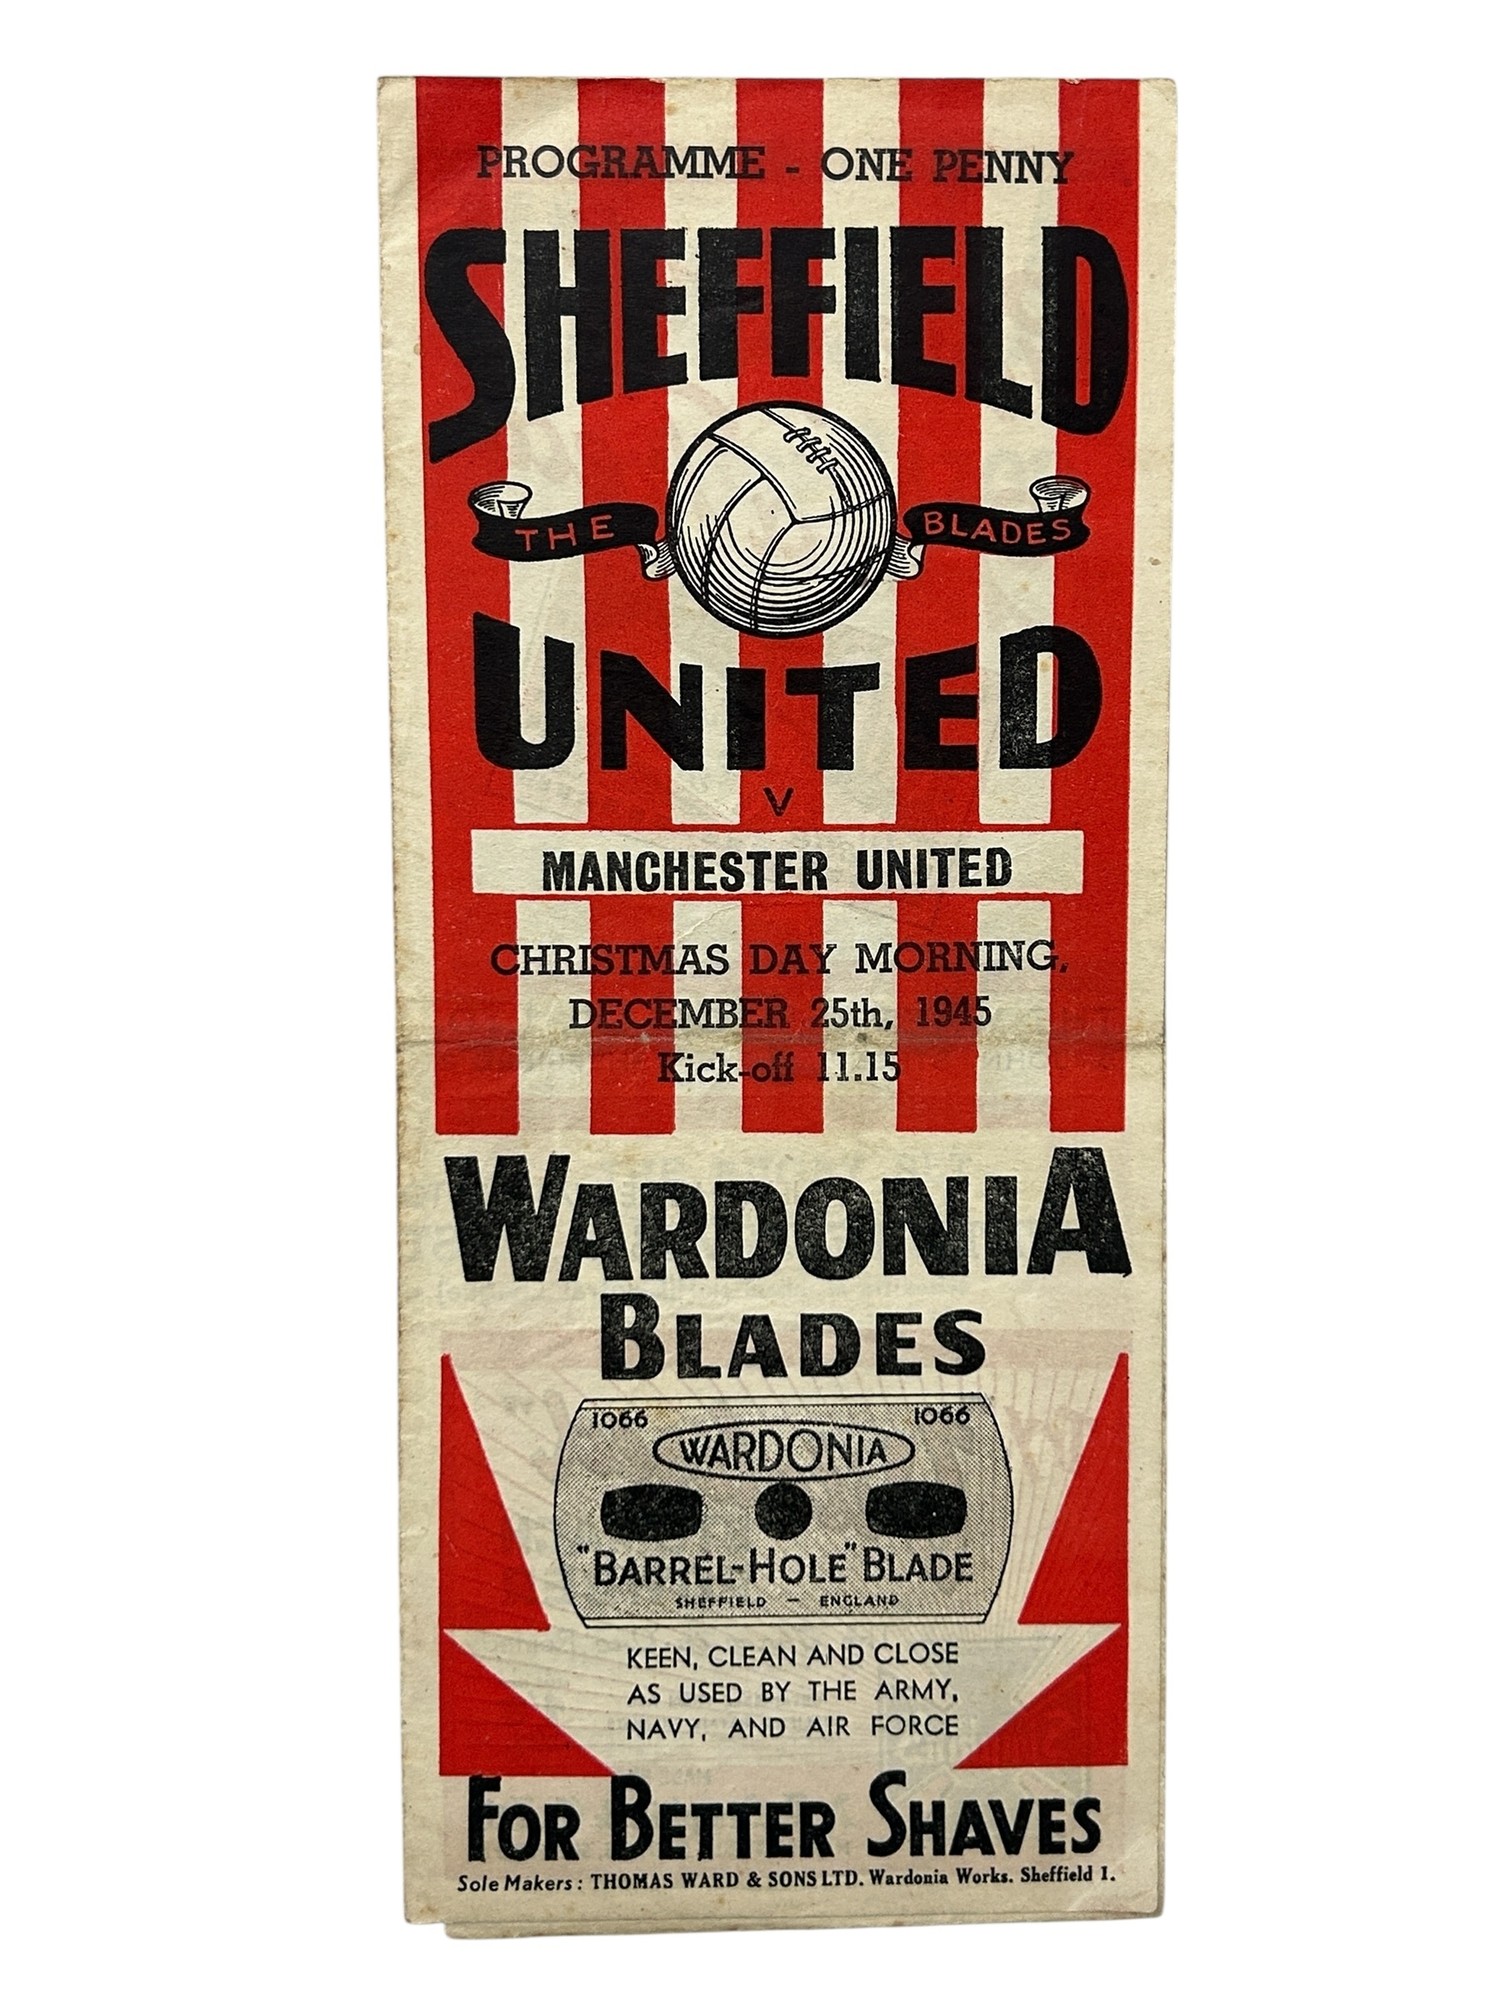 PROGRAMME - ONE PENNY
SHEFFIELD
THE BLADES
UNITED
V
MANCHESTER UNITED
CHRISTMAS DAY MORNING,
DECEMBER 25th, 1945
Kick-off 11.15
WARDONIA
BLADES
1066 1066
WARDONIA
"BARREL-HOLE" BLADE
SHEFFIELD - ENGLAND
KEEN, CLEAN AND CLOSE
AS USED BY THE ARMY,
NAVY, AND AIR FORCE
FOR BETTER SHAVES
Sole Makers: THOMAS WARD & SONS LTD. Wardonia Works. Sheffield 1.